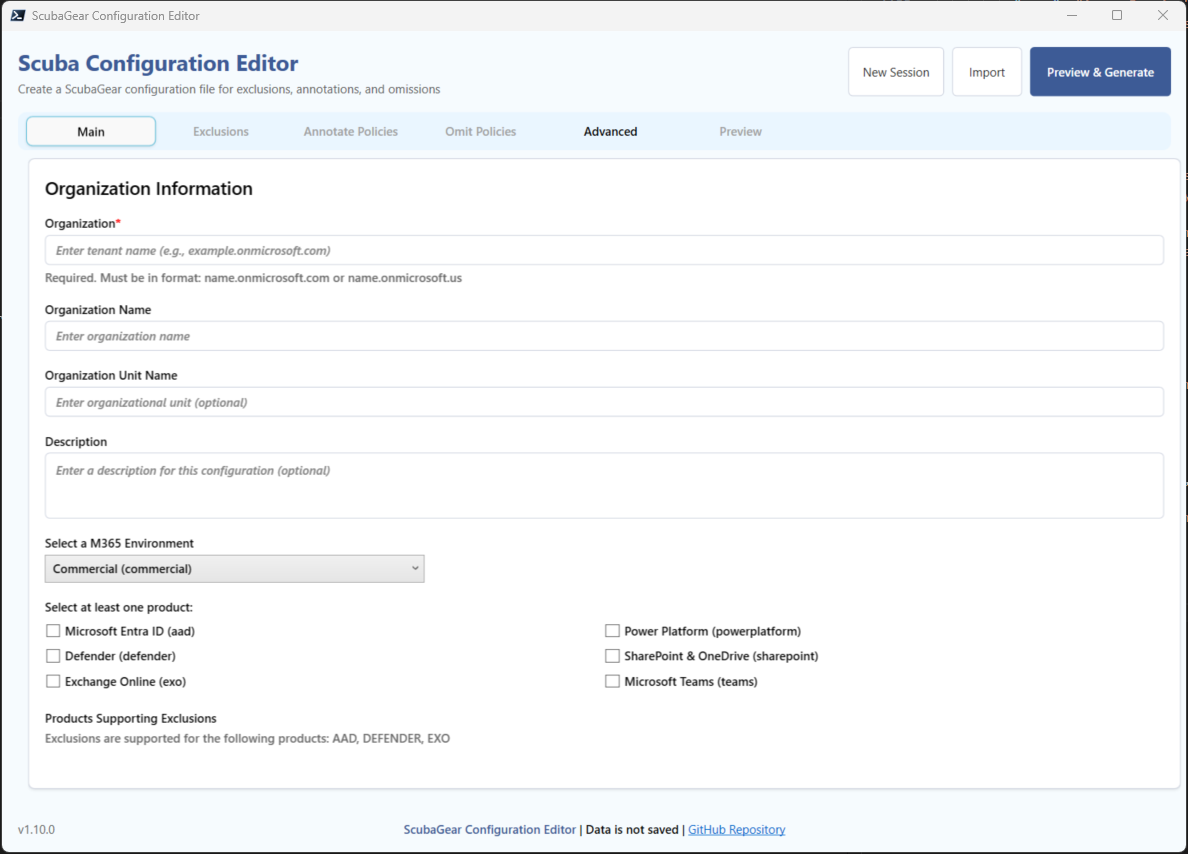 ScubaGear Configuration Editor
Scuba Configuration Editor
Create a ScubaGear configuration file for exclusions, annotations, and omissions
New Session Import Preview & Generate
Main Exclusions Annotate Policies Omit Policies Advanced Preview
Organization Information
Organization*
Enter tenant name (e.g., example.onmicrosoft.com)
Required. Must be in format: name.onmicrosoft.com or name.onmicrosoft.us
Organization Name
Enter organization name
Organization Unit Name
Enter organizational unit (optional)
Description
Enter a description for this configuration (optional)
Select a M365 Environment
Commercial (commercial)
Select at least one product:
Microsoft Entra ID (aad) Power Platform (powerplatform)
Defender (defender) SharePoint & OneDrive (sharepoint)
Exchange Online (exo) Microsoft Teams (teams)
Products Supporting Exclusions
Exclusions are supported for the following products: AAD, DEFENDER, EXO
v1.10.0 ScubaGear Configuration Editor | Data is not saved | GitHub Repository